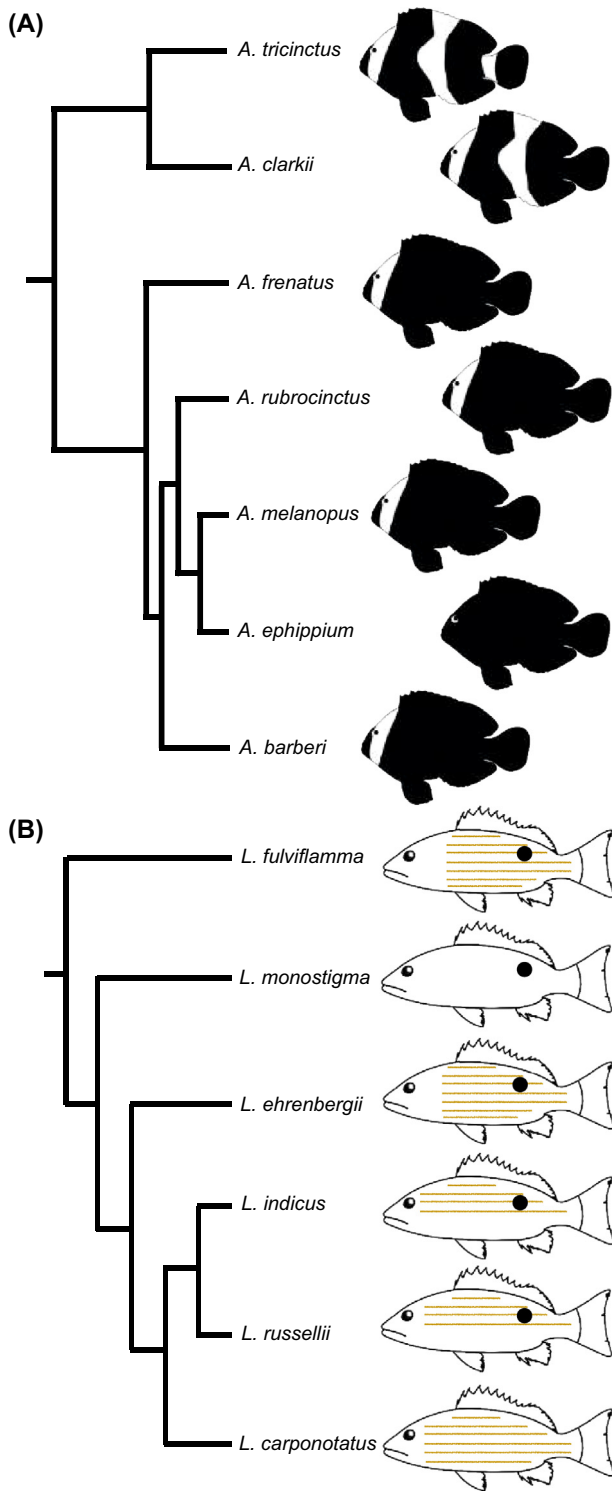 (A)
A. tricinctus
A. clarkii
A. frenatus
A. rubrocinctus
A. melanopus
A. ephippium
A. barberi
(B)
L. fulviflamma
L. monostigma
L. ehrenbergii
L. indicus
L. russellii
L. carponotatus